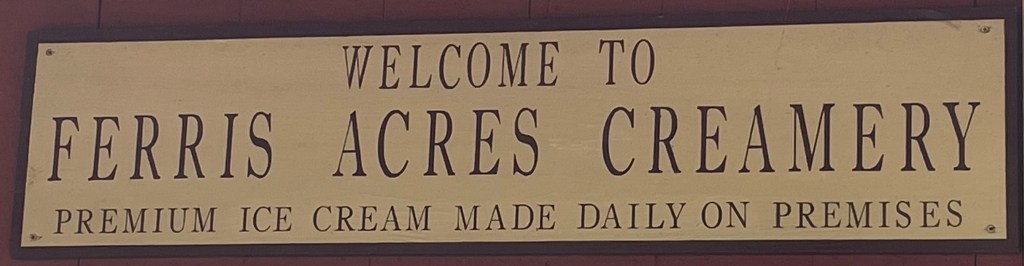 WELCOME TO
FERRIS ACRES CREAMERY
PREMIUM ICE CREAM MADE DAILY ON PREMISES